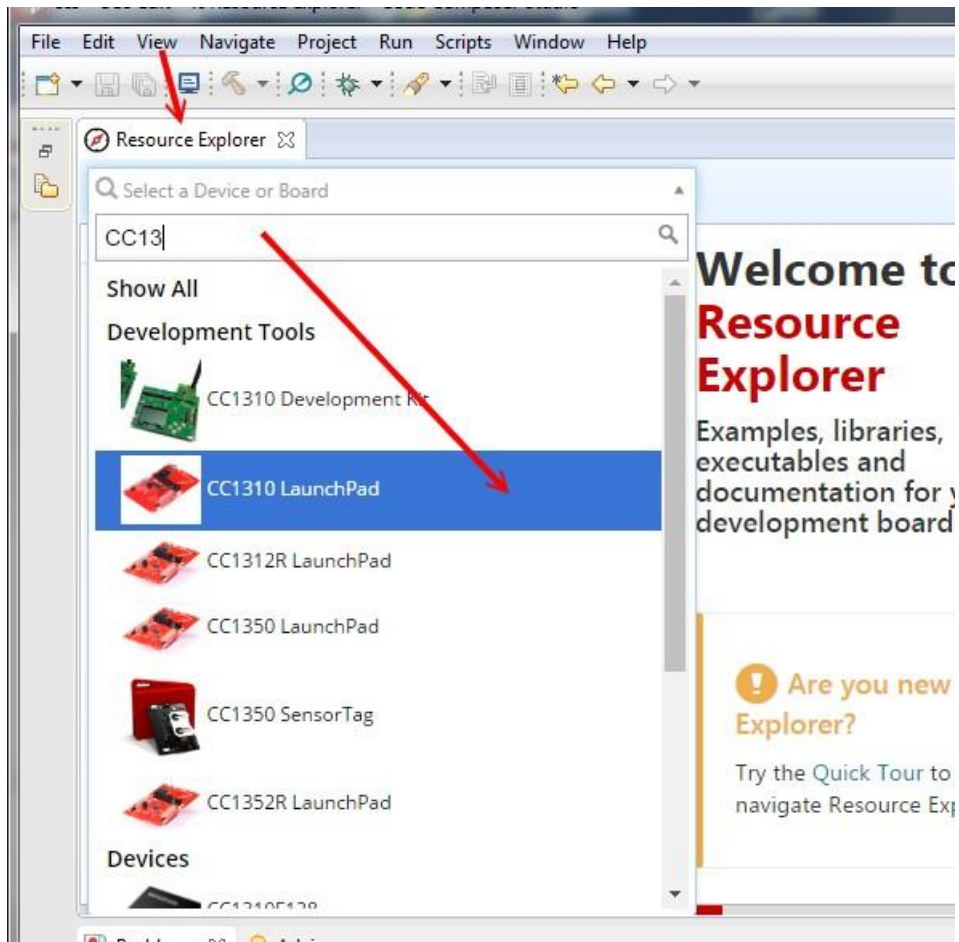 File Edit View Navigate Project Run Scripts Window Help
Resource Explorer
Select a Device or Board
CC13
Show All
Development Tools
CC1310 Development Kit
CC1310 LaunchPad
CC1312R LaunchPad
CC1350 LaunchPad
CC1350 SensorTag
CC1352R LaunchPad
Devices
CC1310F128
Welcome to
Resource
Explorer
Examples, libraries,
executables and
documentation for y
development board
Are you new
Explorer?
Try the Quick Tour to
navigate Resource Exp